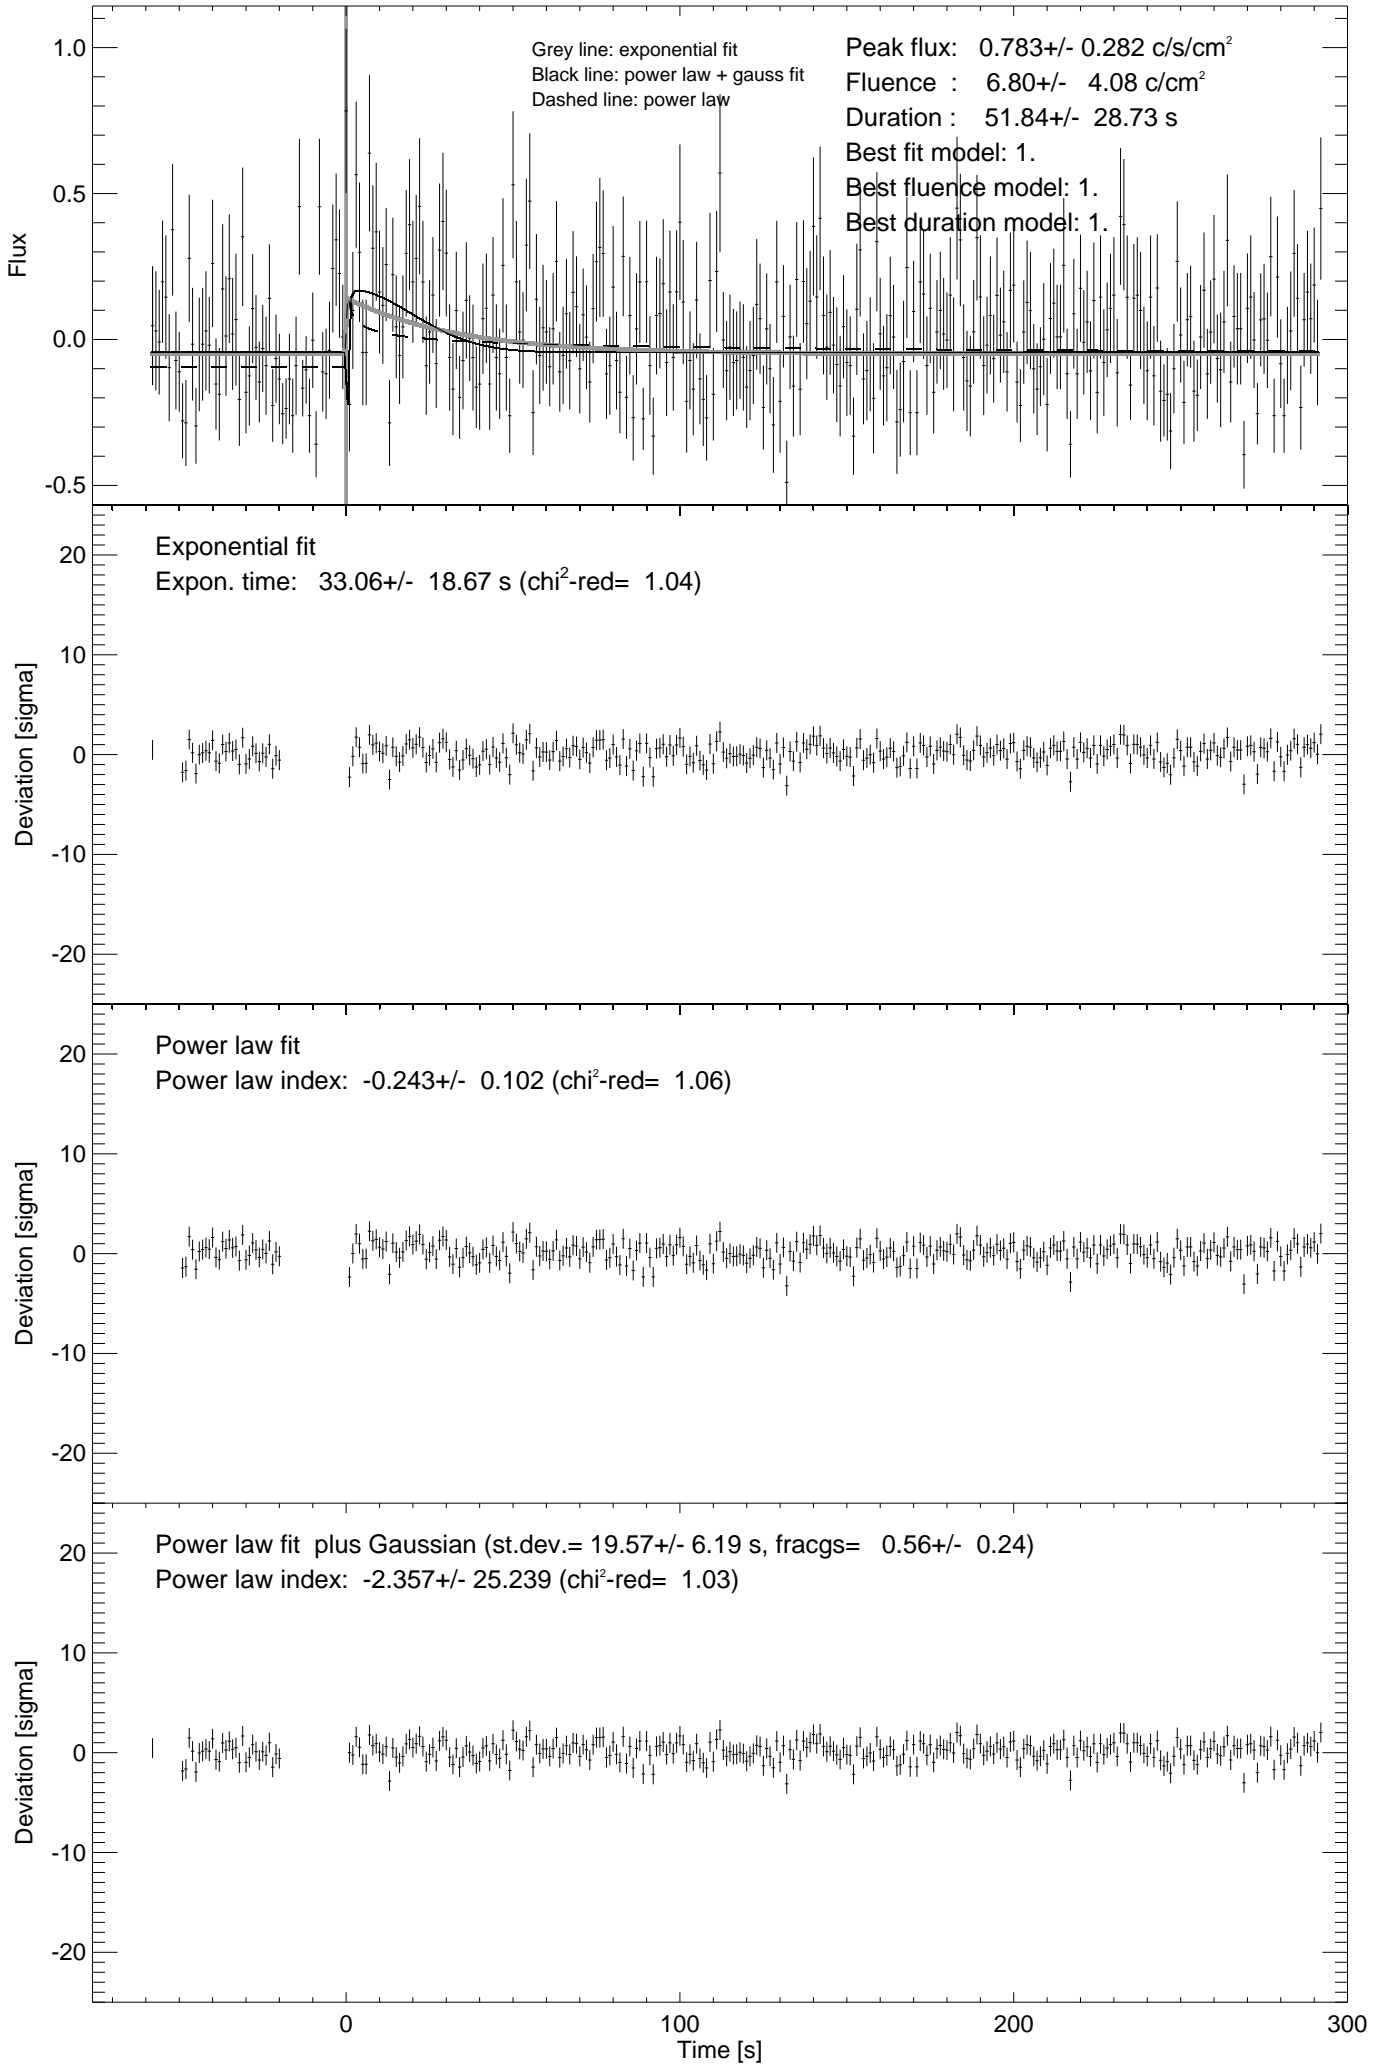 Grey line: exponential fit
Black line: power law + gauss fit
Dashed line: power law
Peak flux: 0.783+/- 0.282 c/s/cm²
Fluence : 6.80+/- 4.08 c/cm²
Duration : 51.84+/- 28.73 s
Best fit model: 1.
Best fluence model: 1.
Best duration model: 1.
1.0
0.5
0.0
-0.5
Flux
Exponential fit
Expon. time: 33.06+/- 18.67 s (chi²-red= 1.04)
20
10
0
-10
-20
Deviation [sigma]
Power law fit
Power law index: -0.243+/- 0.102 (chi²-red= 1.06)
20
10
0
-10
-20
Deviation [sigma]
Power law fit plus Gaussian (st.dev.= 19.57+/- 6.19 s, fracgs= 0.56+/- 0.24)
Power law index: -2.357+/- 25.239 (chi²-red= 1.03)
20
10
0
-10
-20
Deviation [sigma]
0 100 200 300
Time [s]